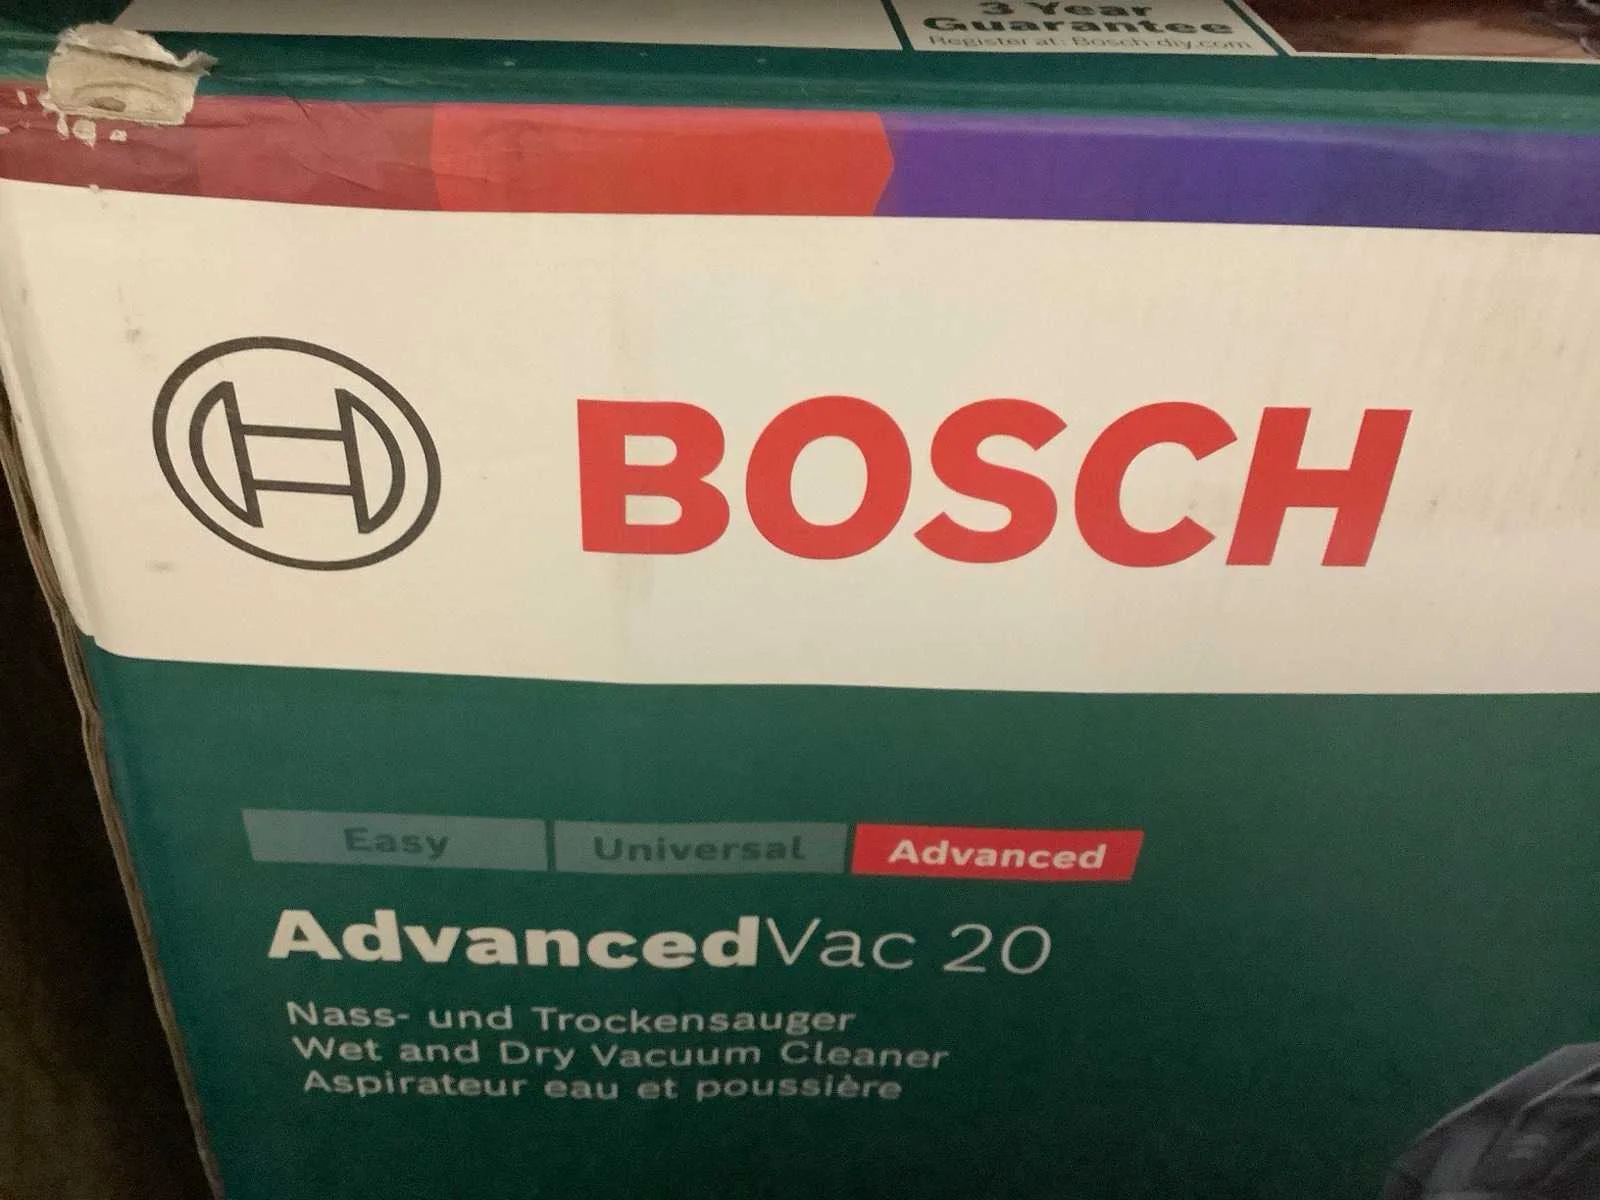 3 Year
Guarantee
Register at: Bosch-diy.com
BOSCH
Easy Universal Advanced
AdvancedVac 20
Nass- und Trockensauger
Wet and Dry Vacuum Cleaner
Aspirateur eau et poussière